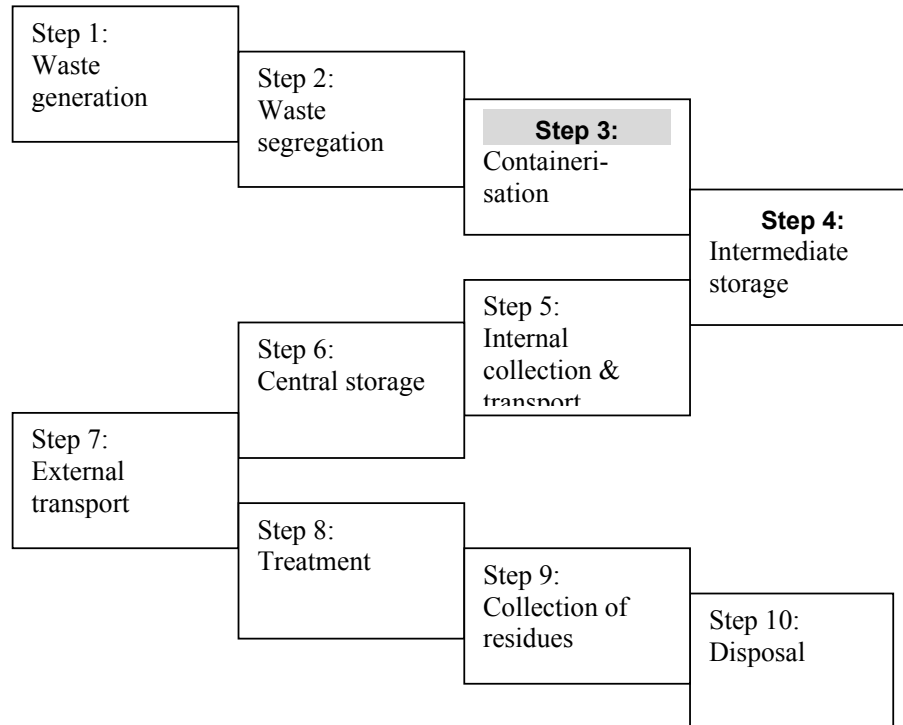 Step 1:
Waste
generation
Step 2:
Waste
segregation
Step 3:
Containeri-
sation
Step 4:
Intermediate
storage
Step 5:
Internal
collection &
transport
Step 6:
Central storage
Step 7:
External
transport
Step 8:
Treatment
Step 9:
Collection of
residues
Step 10:
Disposal